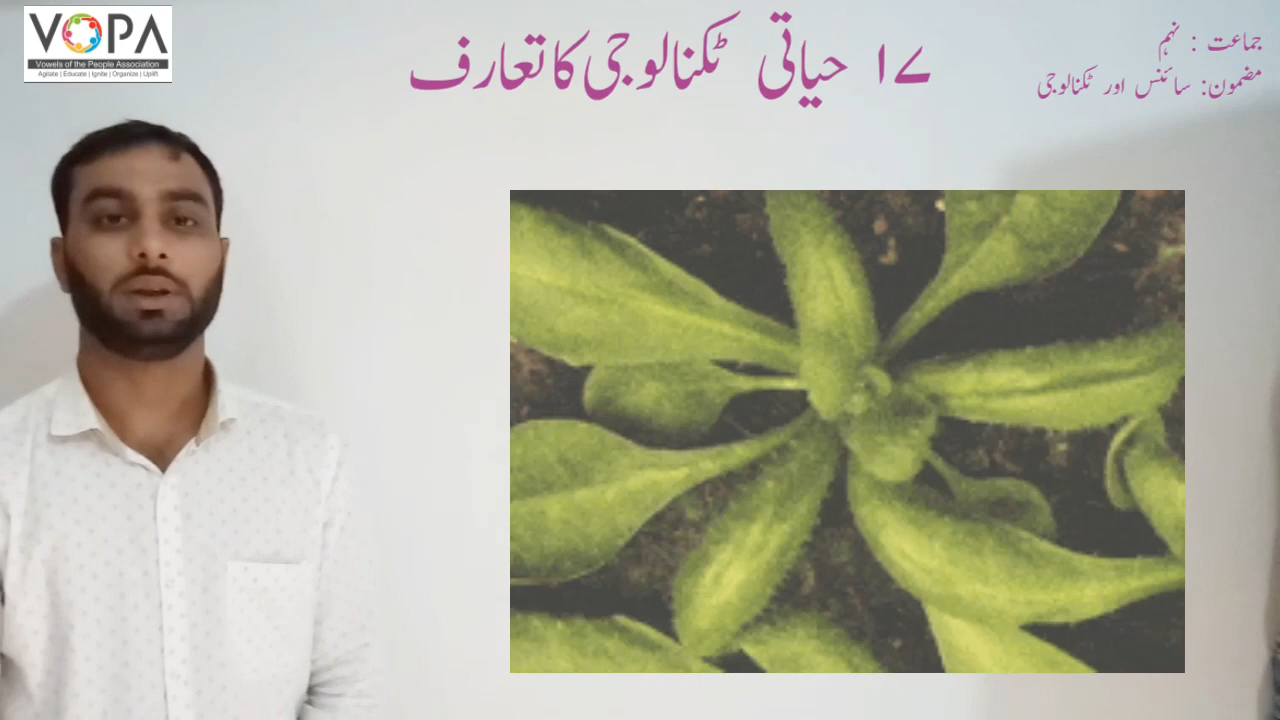 VOPA
Vowels of the People Association
Agitate | Educate | Ignite | Organize | Uplift
۱۷ حیاتی ٹکنالوجی کا تعارف
جماعت : نہم
مضمون: سائنس اور ٹکنالوجی